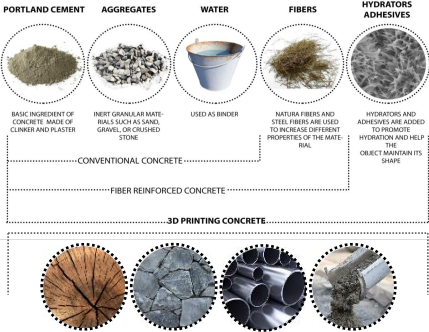 PORTLAND CEMENT
AGGREGATES
WATER
FIBERS
HYDRATORS
ADHESIVES
BASIC INGREDIENT OF
CONCRETE MADE OF
CLINKER AND PLASTER
INERT GRANULAR MATE-
RIALS SUCH AS SAND,
GRAVEL, OR CRUSHED
STONE
USED AS BINDER
NATURA FIBERS AND
STEEL FIBERS ARE USED
TO INCREASE DIFFERENT
PROPERTIES OF THE MATE-
RIAL
HYDRATORS AND
ADHESIVES ARE ADDED
TO PROMOTE
HYDRATION AND HELP
THE
OBJECT MAINTAIN ITS
SHAPE
CONVENTIONAL CONCRETE
FIBER REINFORCED CONCRETE
3D PRINTING CONCRETE